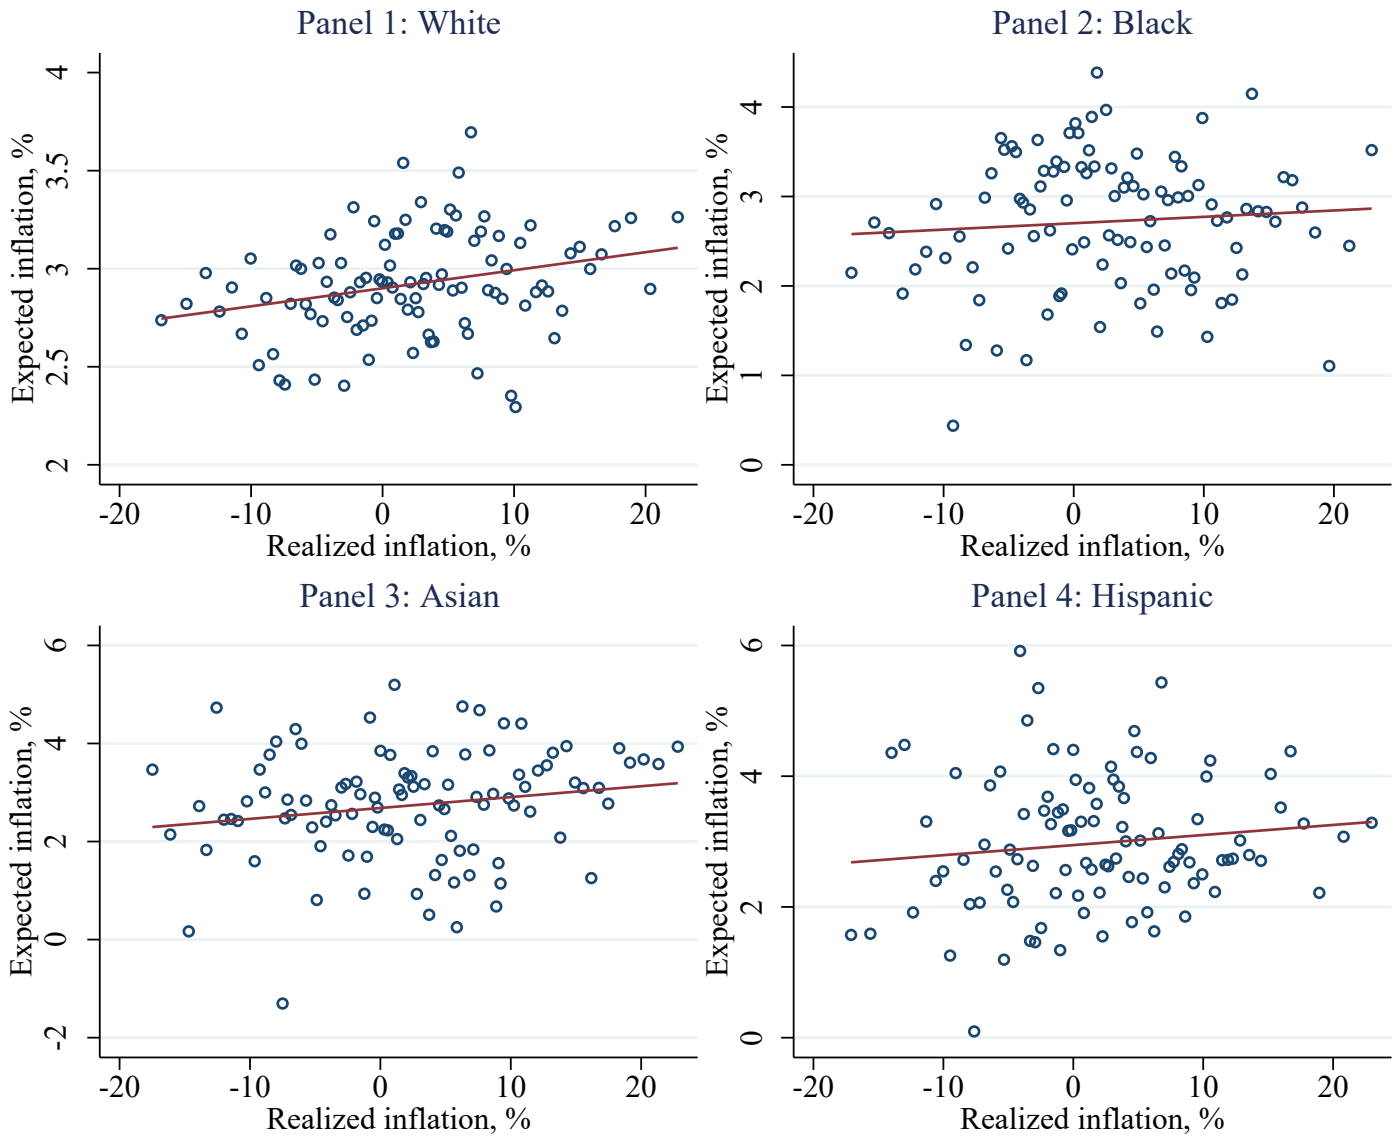 Panel 1: White
Expected inflation, %
4
3.5
3
2.5
2
-20 -10 0 10 20
Realized inflation, %
Panel 2: Black
Expected inflation, %
4
3
2
1
0
-20 -10 0 10 20
Realized inflation, %
Panel 3: Asian
Expected inflation, %
6
4
2
0
-2
-20 -10 0 10 20
Realized inflation, %
Panel 4: Hispanic
Expected inflation, %
6
4
2
0
-20 -10 0 10 20
Realized inflation, %